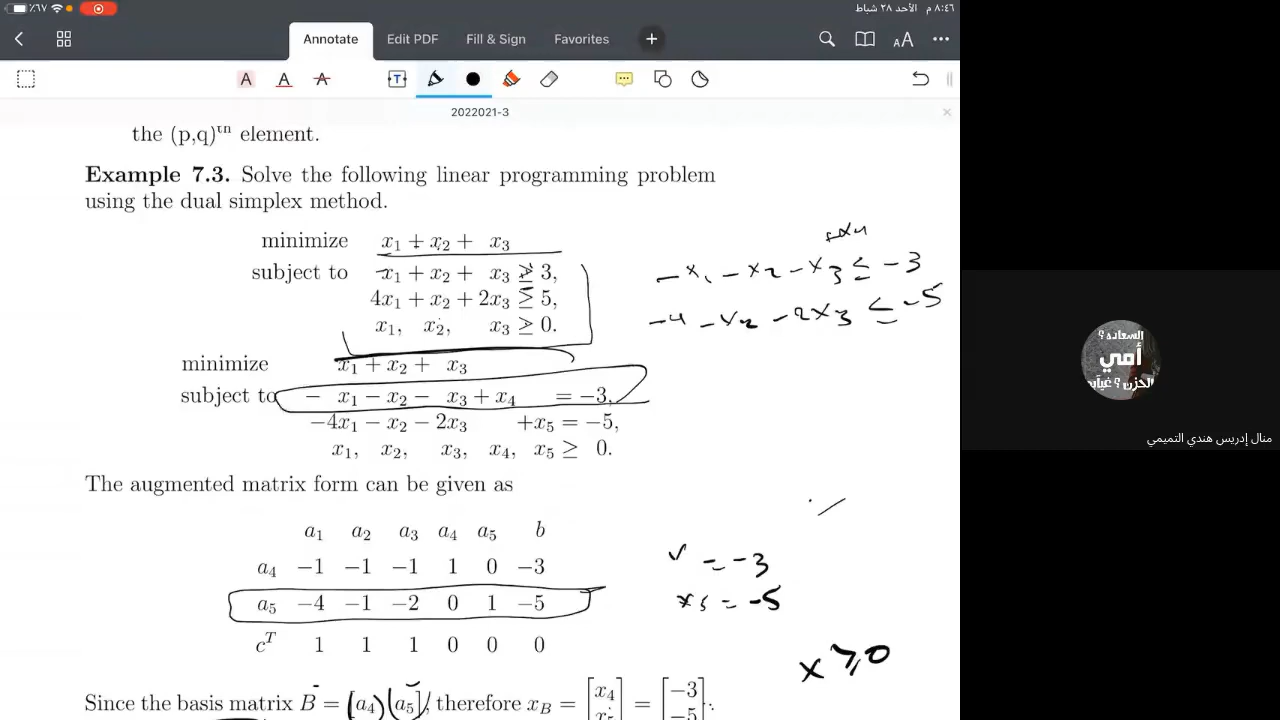 ٪٦٧
٨:٤٦ م الأحد ٢٨ شباط
Annotate Edit PDF Fill & Sign Favorites
2022021-3
the (p,q)th element.
Example 7.3. Solve the following linear programming problem
using the dual simplex method.
minimize x1 + x2 + x3
subject to x1 + x2 + x3 ≥ 3,
4x1 + x2 + 2x3 ≥ 5,
x1, x2, x3 ≥ 0.
+x4
-x1 - x2 - x3 ≤ -3
-4 - x2 - 2x3 ≤ -5
minimize x1 + x2 + x3
subject to − x1 − x2 − x3 + x4 = −3,
−4x1 − x2 − 2x3 +x5 = −5,
x1, x2, x3, x4, x5 ≥ 0.
The augmented matrix form can be given as
a1 a2 a3 a4 a5 b
a4 −1 −1 −1 1 0 −3
a5 −4 −1 −2 0 1 −5
cT 1 1 1 0 0 0
= -3
x5 = -5
x ≥ 0
Since the basis matrix B = [a4 a5], therefore xB = [x4 x5] = [−3 −5].
السعادة ؟
أمي
الحزن ؟ غيابه
منال إدريس هندي التميمي